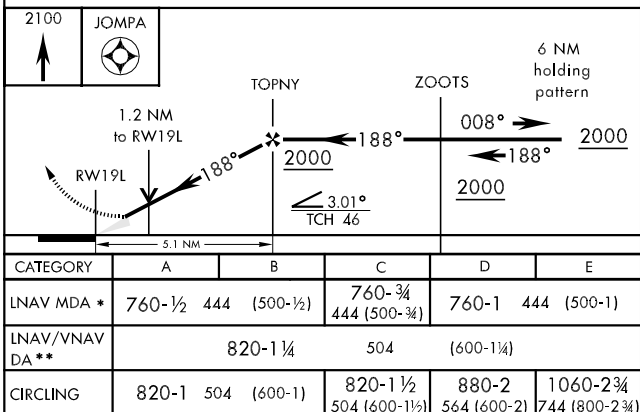 2100 JOMPA
6 NM
holding
pattern
TOPNY ZOOTS
1.2 NM
to RW19L
008°
188° 188° 2000
RW19L 188° 2000
2000
3.01°
TCH 46
5.1 NM
CATEGORY A B C D E
LNAV MDA * 760-½ 444 (500-½) 760-¾ 444 (500-¾) 760-1 444 (500-1)
LNAV/VNAV DA ** 820-1¼ 504 (600-1¼)
CIRCLING 820-1 504 (600-1) 820-1½ 504 (600-1½) 880-2 564 (600-2) 1060-2¾ 744 (800-2¾)